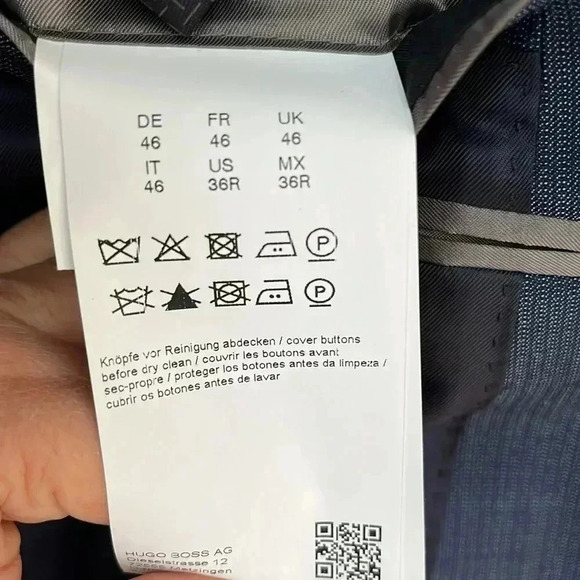 DE FR UK
46 46 46
IT US MX
46 36R 36R
P
P
Knöpfe vor Reinigung abdecken / cover buttons
before dry clean / couvrir les boutons avant
sec-propre / proteger los botones antes da limpeza /
cubrir os botones antes de lavar
HUGO BOSS AG
Dieselstrasse 12
Metzingen